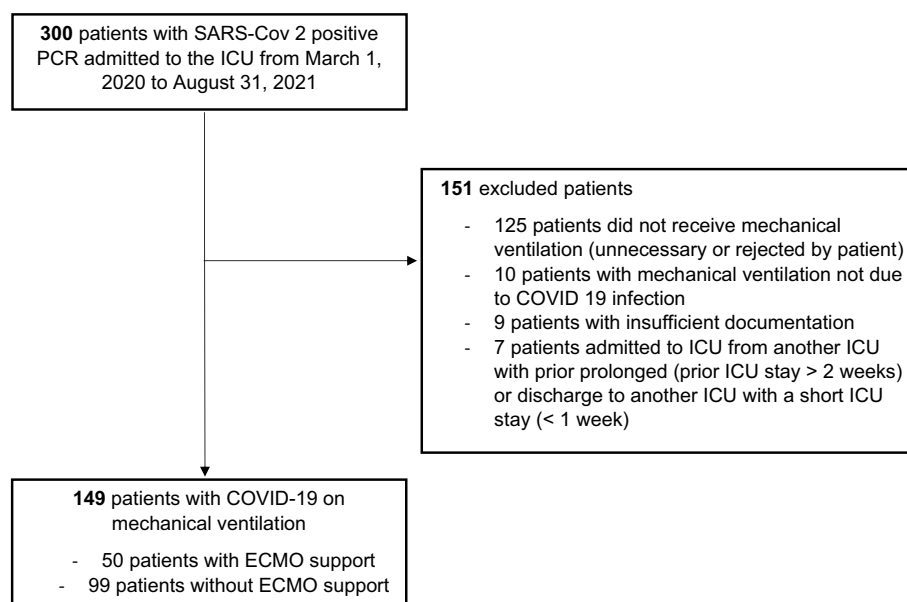 300 patients with SARS-Cov 2 positive
PCR admitted to the ICU from March 1,
2020 to August 31, 2021
151 excluded patients
- 125 patients did not receive mechanical
ventilation (unnecessary or rejected by patient)
- 10 patients with mechanical ventilation not due
to COVID 19 infection
- 9 patients with insufficient documentation
- 7 patients admitted to ICU from another ICU
with prior prolonged (prior ICU stay > 2 weeks)
or discharge to another ICU with a short ICU
stay (< 1 week)
149 patients with COVID-19 on
mechanical ventilation
- 50 patients with ECMO support
- 99 patients without ECMO support